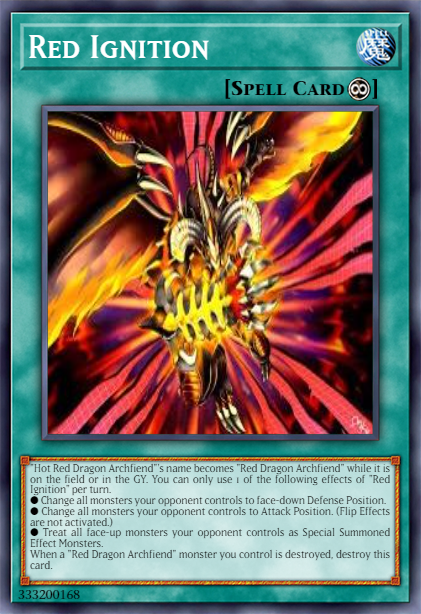 Red Ignition
魔
[Spell Card]
"Hot Red Dragon Archfiend"'s name becomes "Red Dragon Archfiend" while it is
on the field or in the GY. You can only use 1 of the following effects of "Red
Ignition" per turn.
● Change all monsters your opponent controls to face-down Defense Position.
● Change all monsters your opponent controls to Attack Position. (Flip Effects
are not activated.)
● Treat all face-up monsters your opponent controls as Special Summoned
Effect Monsters.
When a "Red Dragon Archfiend" monster you control is destroyed, destroy this
card.
333200168